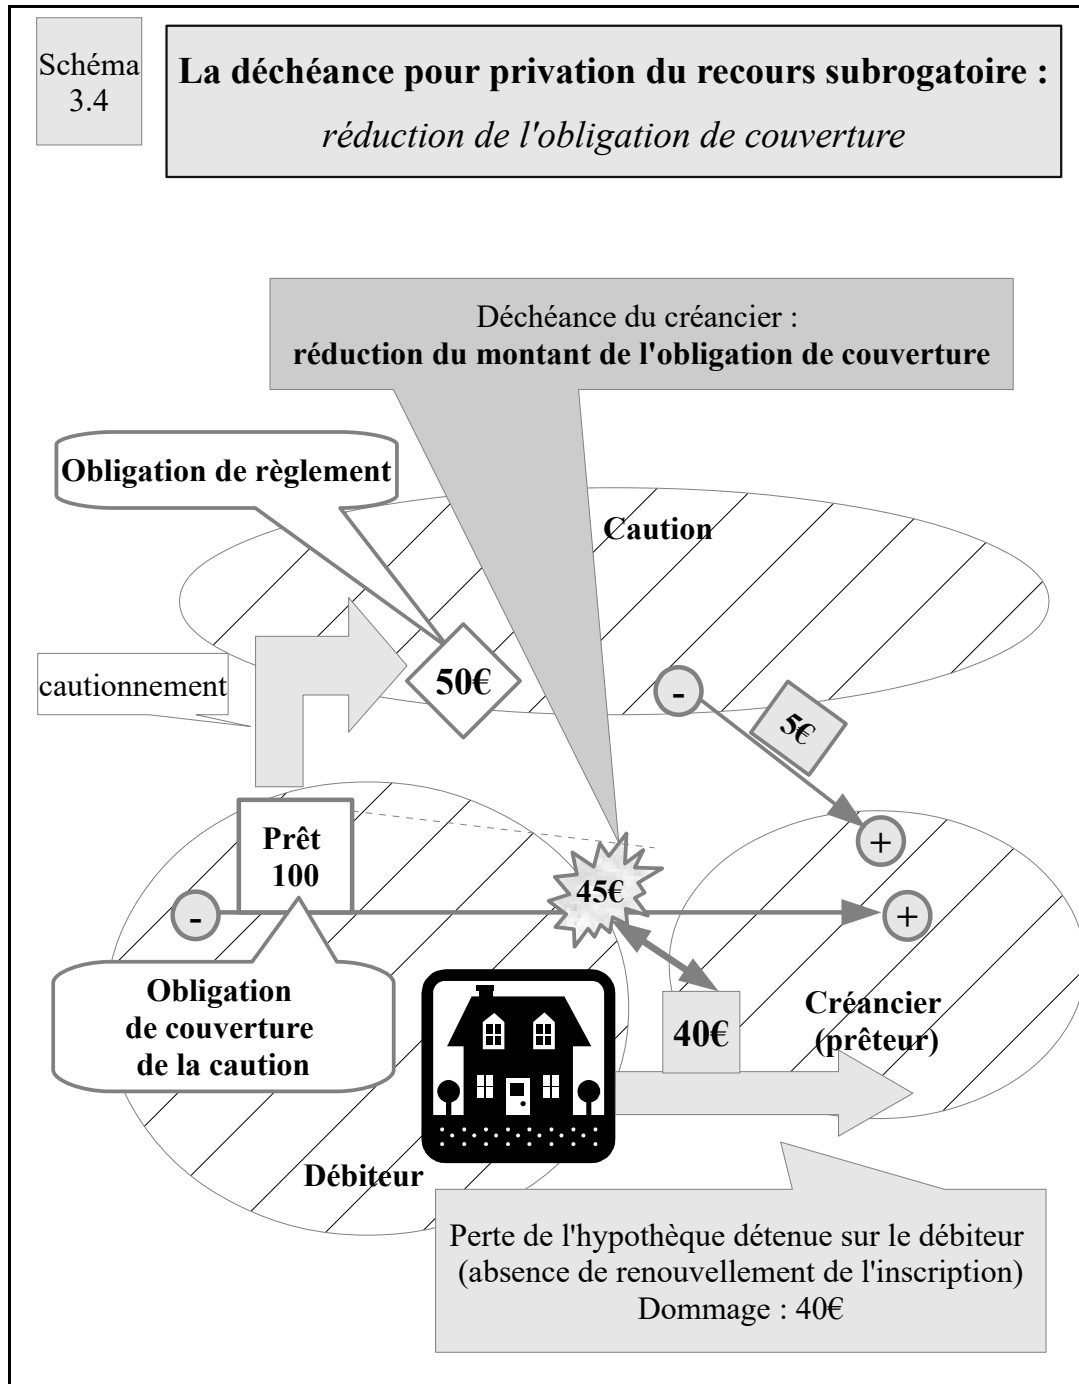 Schéma
3.4
La déchéance pour privation du recours subrogatoire :
réduction de l'obligation de couverture
Déchéance du créancier :
réduction du montant de l'obligation de couverture
Obligation de règlement
Caution
cautionnement
50€
-
5€
+
Prêt
100
45€
-
+
Obligation
de couverture
de la caution
40€
Créancier
(prêteur)
Débiteur
Perte de l'hypothèque détenue sur le débiteur
(absence de renouvellement de l'inscription)
Dommage : 40€